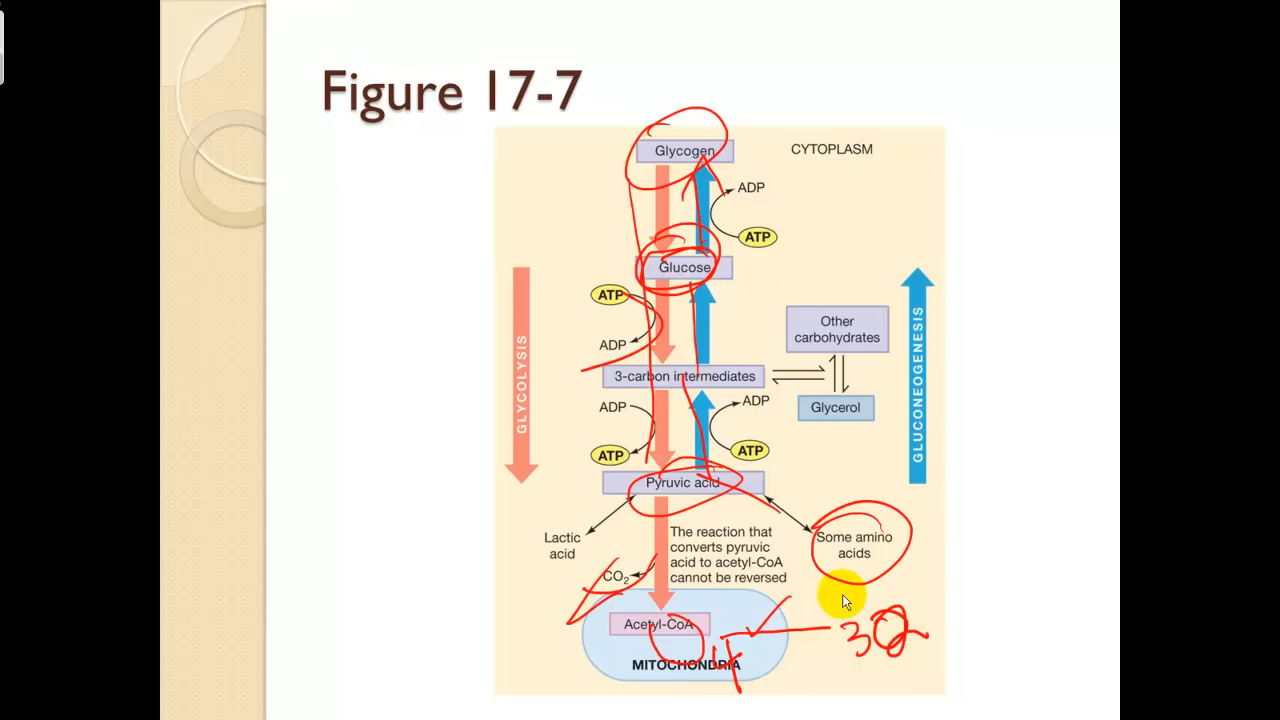 Figure 17-7
Glycogen
CYTOPLASM
ADP
ATP
Glucose
ATP
ADP
Other
carbohydrates
GLYCOLYSIS
GLUCONEOGENESIS
3-carbon intermediates
Glycerol
ADP
ADP
ATP
ATP
Pyruvic acid
Lactic
acid
The reaction that
converts pyruvic
acid to acetyl-CoA
cannot be reversed
Some amino
acids
CO₂
Acetyl-CoA
MITOCHONDRIA